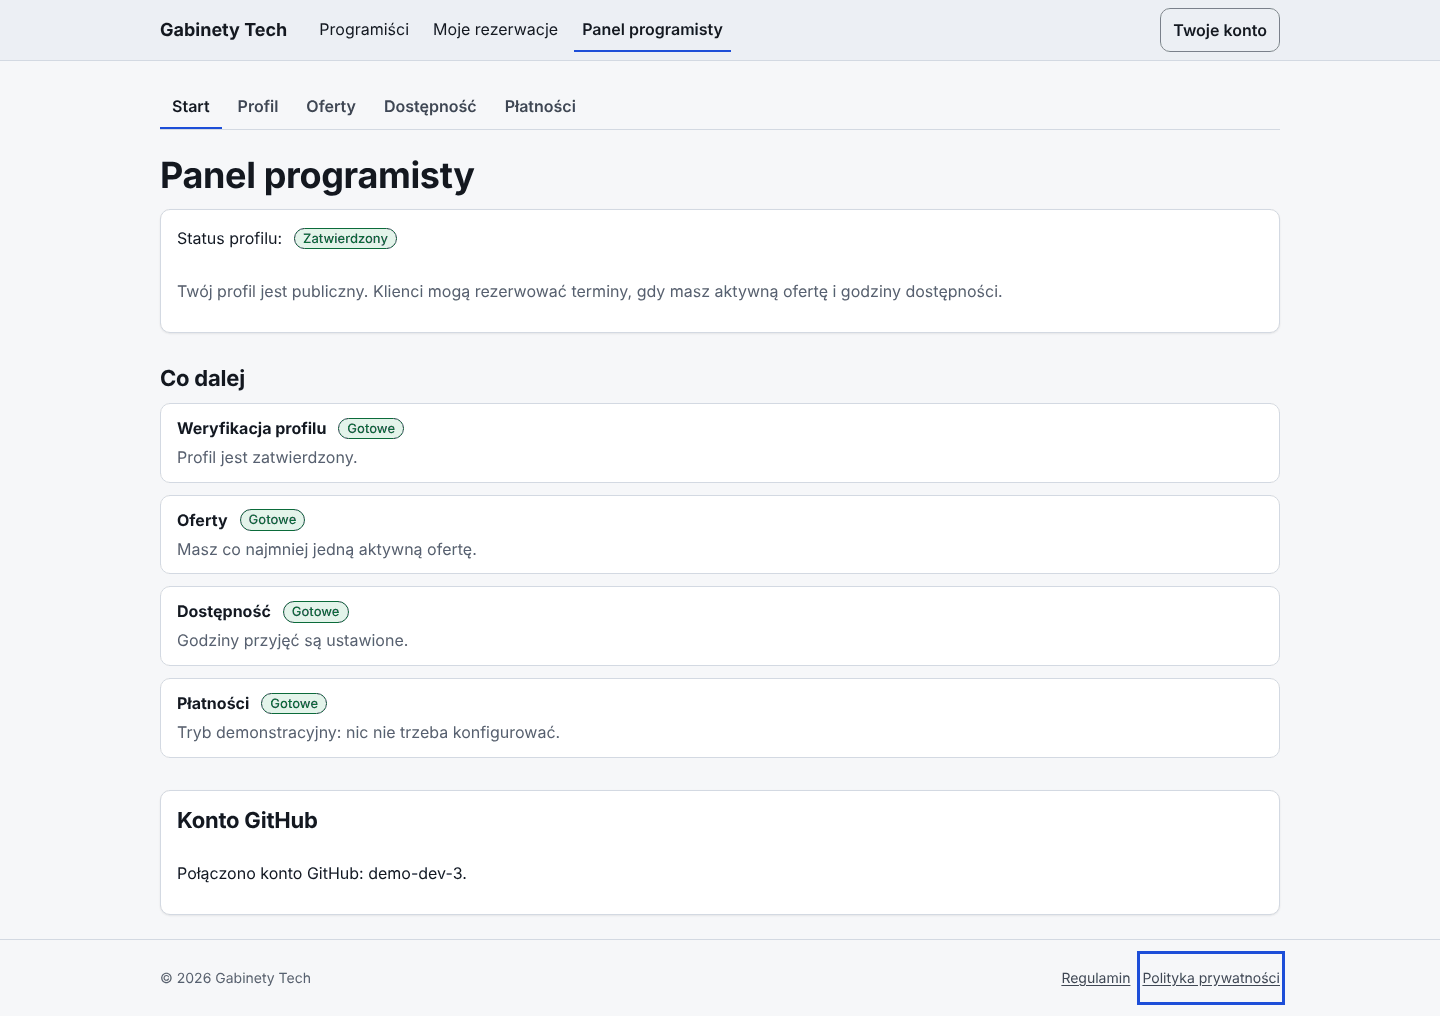 Gabinety Tech Programiści Moje rezerwacje Panel programisty Twoje konto
Start Profil Oferty Dostępność Płatności
Panel programisty
Status profilu: Zatwierdzony
Twój profil jest publiczny. Klienci mogą rezerwować terminy, gdy masz aktywną ofertę i godziny dostępności.
Co dalej
Weryfikacja profilu Gotowe
Profil jest zatwierdzony.
Oferty Gotowe
Masz co najmniej jedną aktywną ofertę.
Dostępność Gotowe
Godziny przyjęć są ustawione.
Płatności Gotowe
Tryb demonstracyjny: nic nie trzeba konfigurować.
Konto GitHub
Połączono konto GitHub: demo-dev-3.
© 2026 Gabinety Tech Regulamin Polityka prywatności